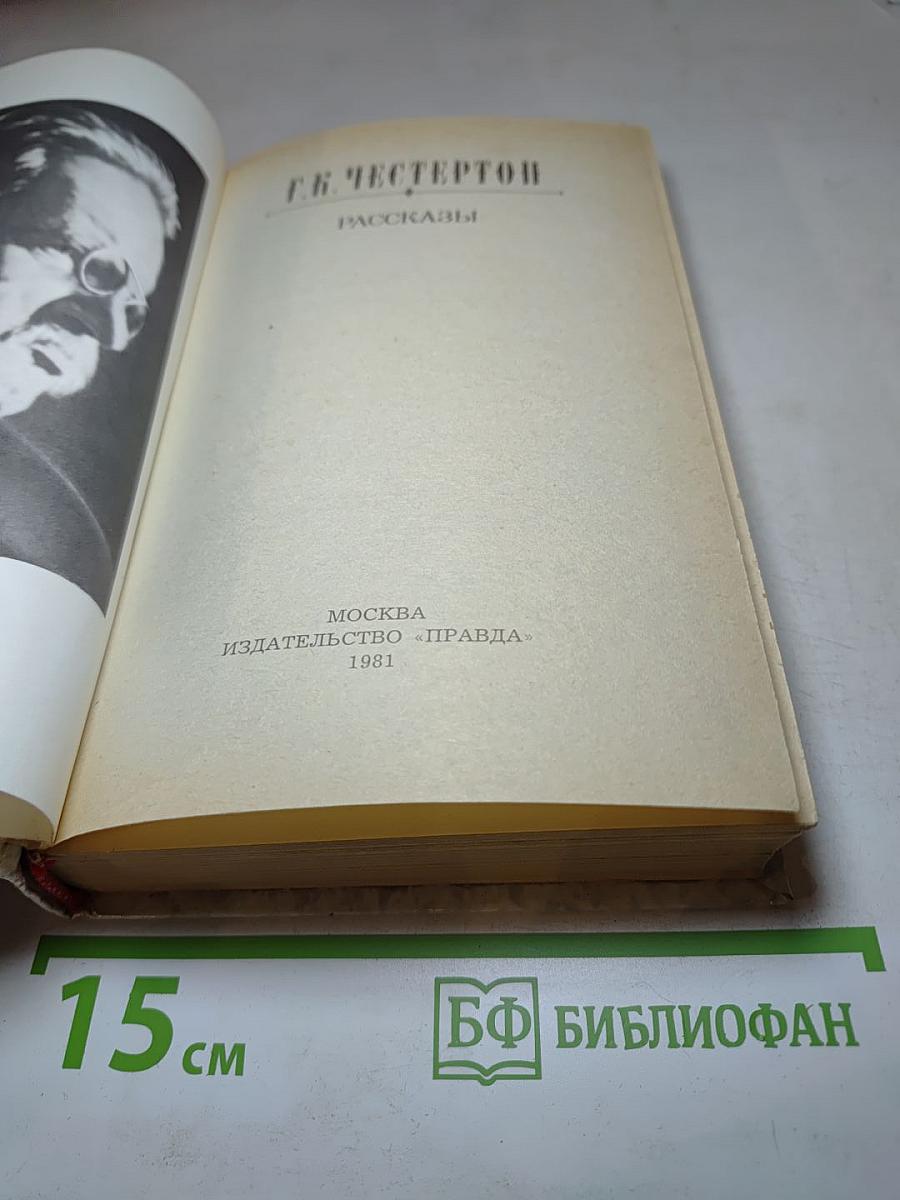 Г.К. ЧЕСТЕРТОН
РАССКАЗЫ
МОСКВА
ИЗДАТЕЛЬСТВО «ПРАВДА»
1981
15 см
БФ БИБЛИОФАН